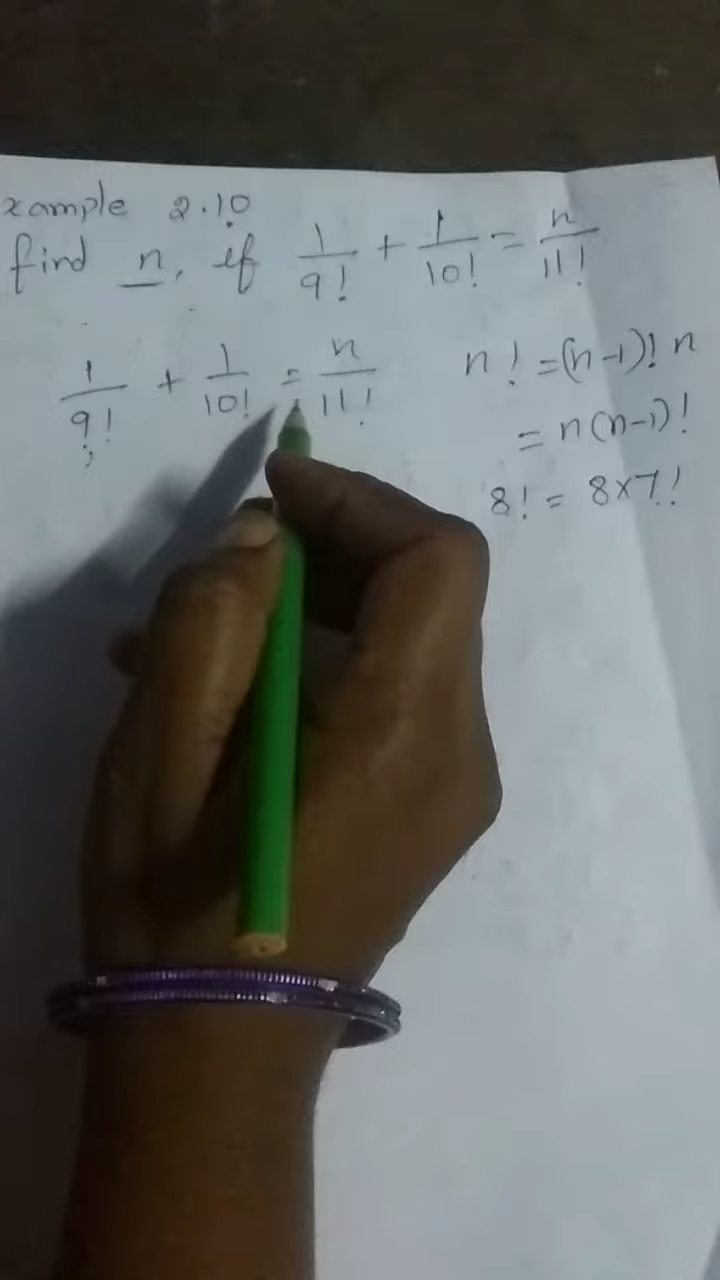 xample 2.10
find n, if 1/9! + 1/10! = n/11!
1/9! + 1/10! = n/11!
n! = (n-1)! n
= n(n-1)!
8! = 8×7!